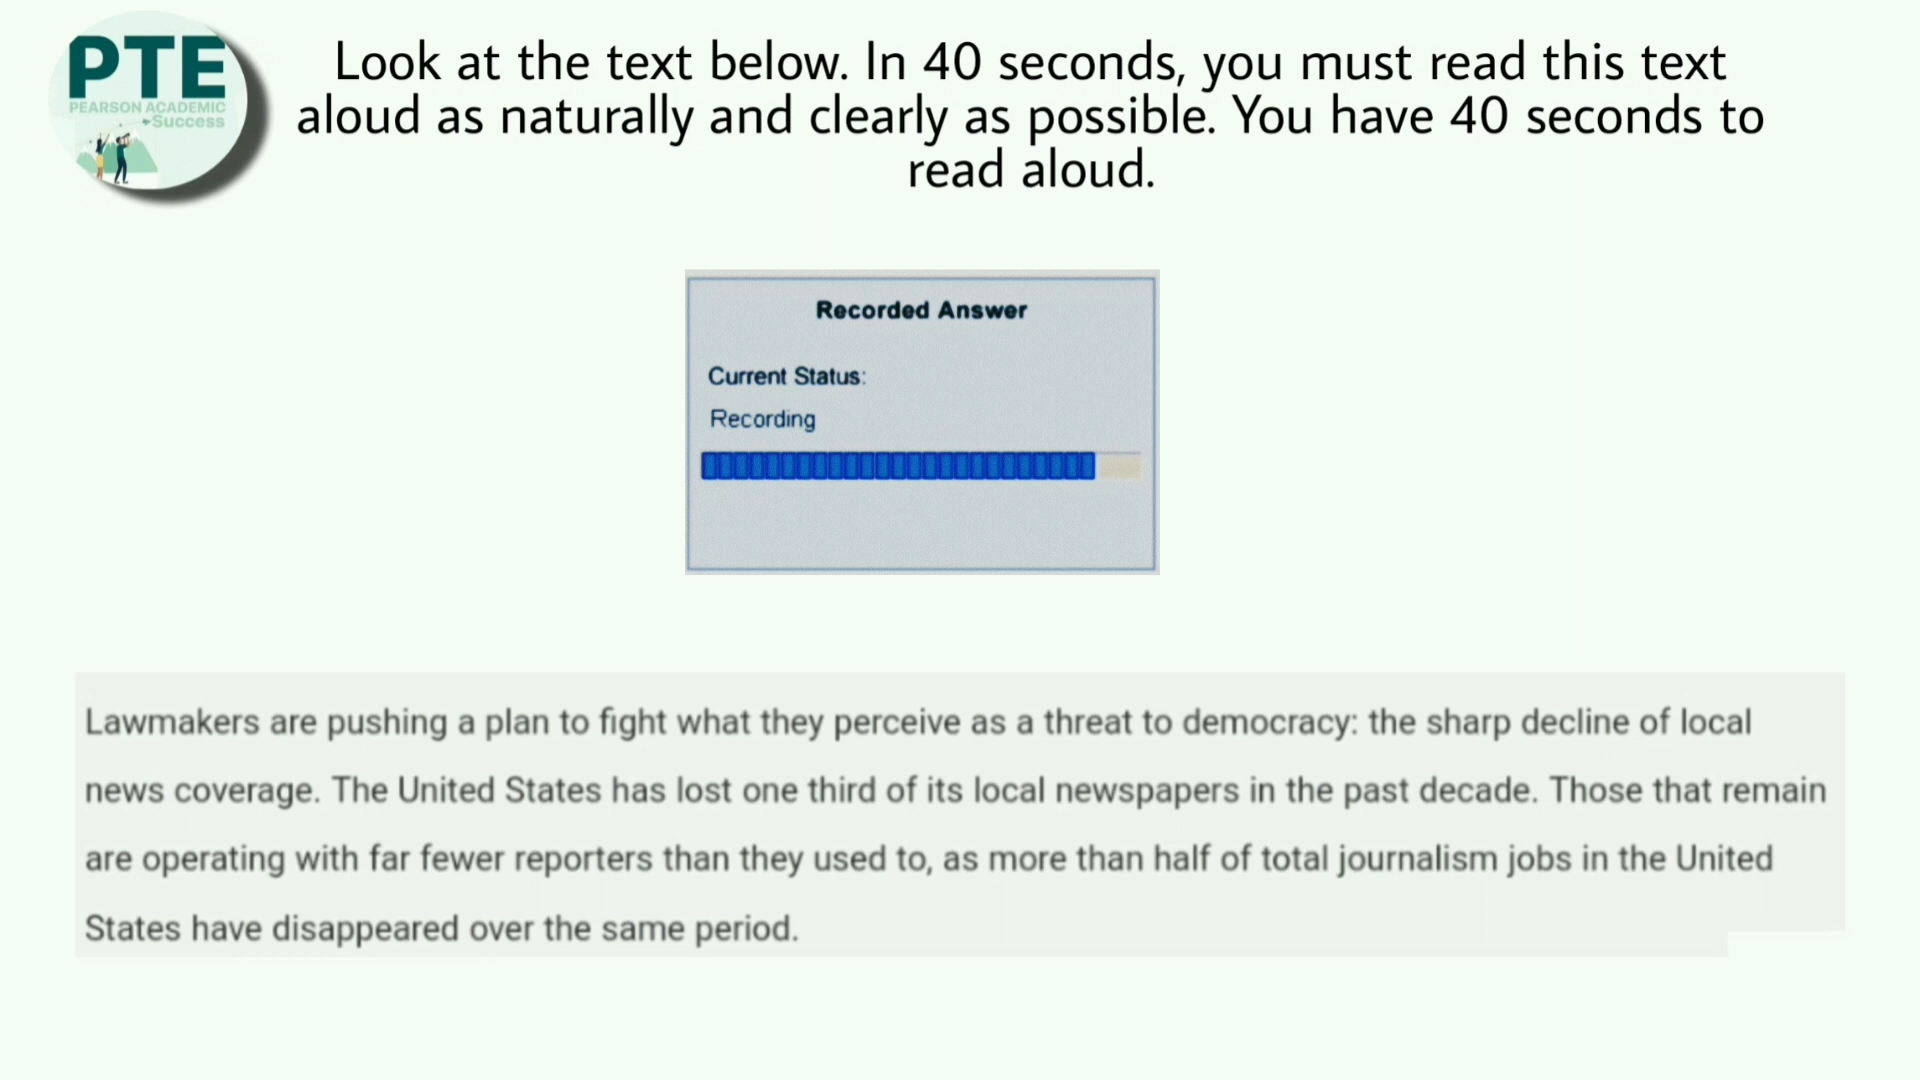 PTE
PEARSON ACADEMIC
Success
Look at the text below. In 40 seconds, you must read this text
aloud as naturally and clearly as possible. You have 40 seconds to
read aloud.
Recorded Answer
Current Status:
Recording
Lawmakers are pushing a plan to fight what they perceive as a threat to democracy: the sharp decline of local
news coverage. The United States has lost one third of its local newspapers in the past decade. Those that remain
are operating with far fewer reporters than they used to, as more than half of total journalism jobs in the United
States have disappeared over the same period.